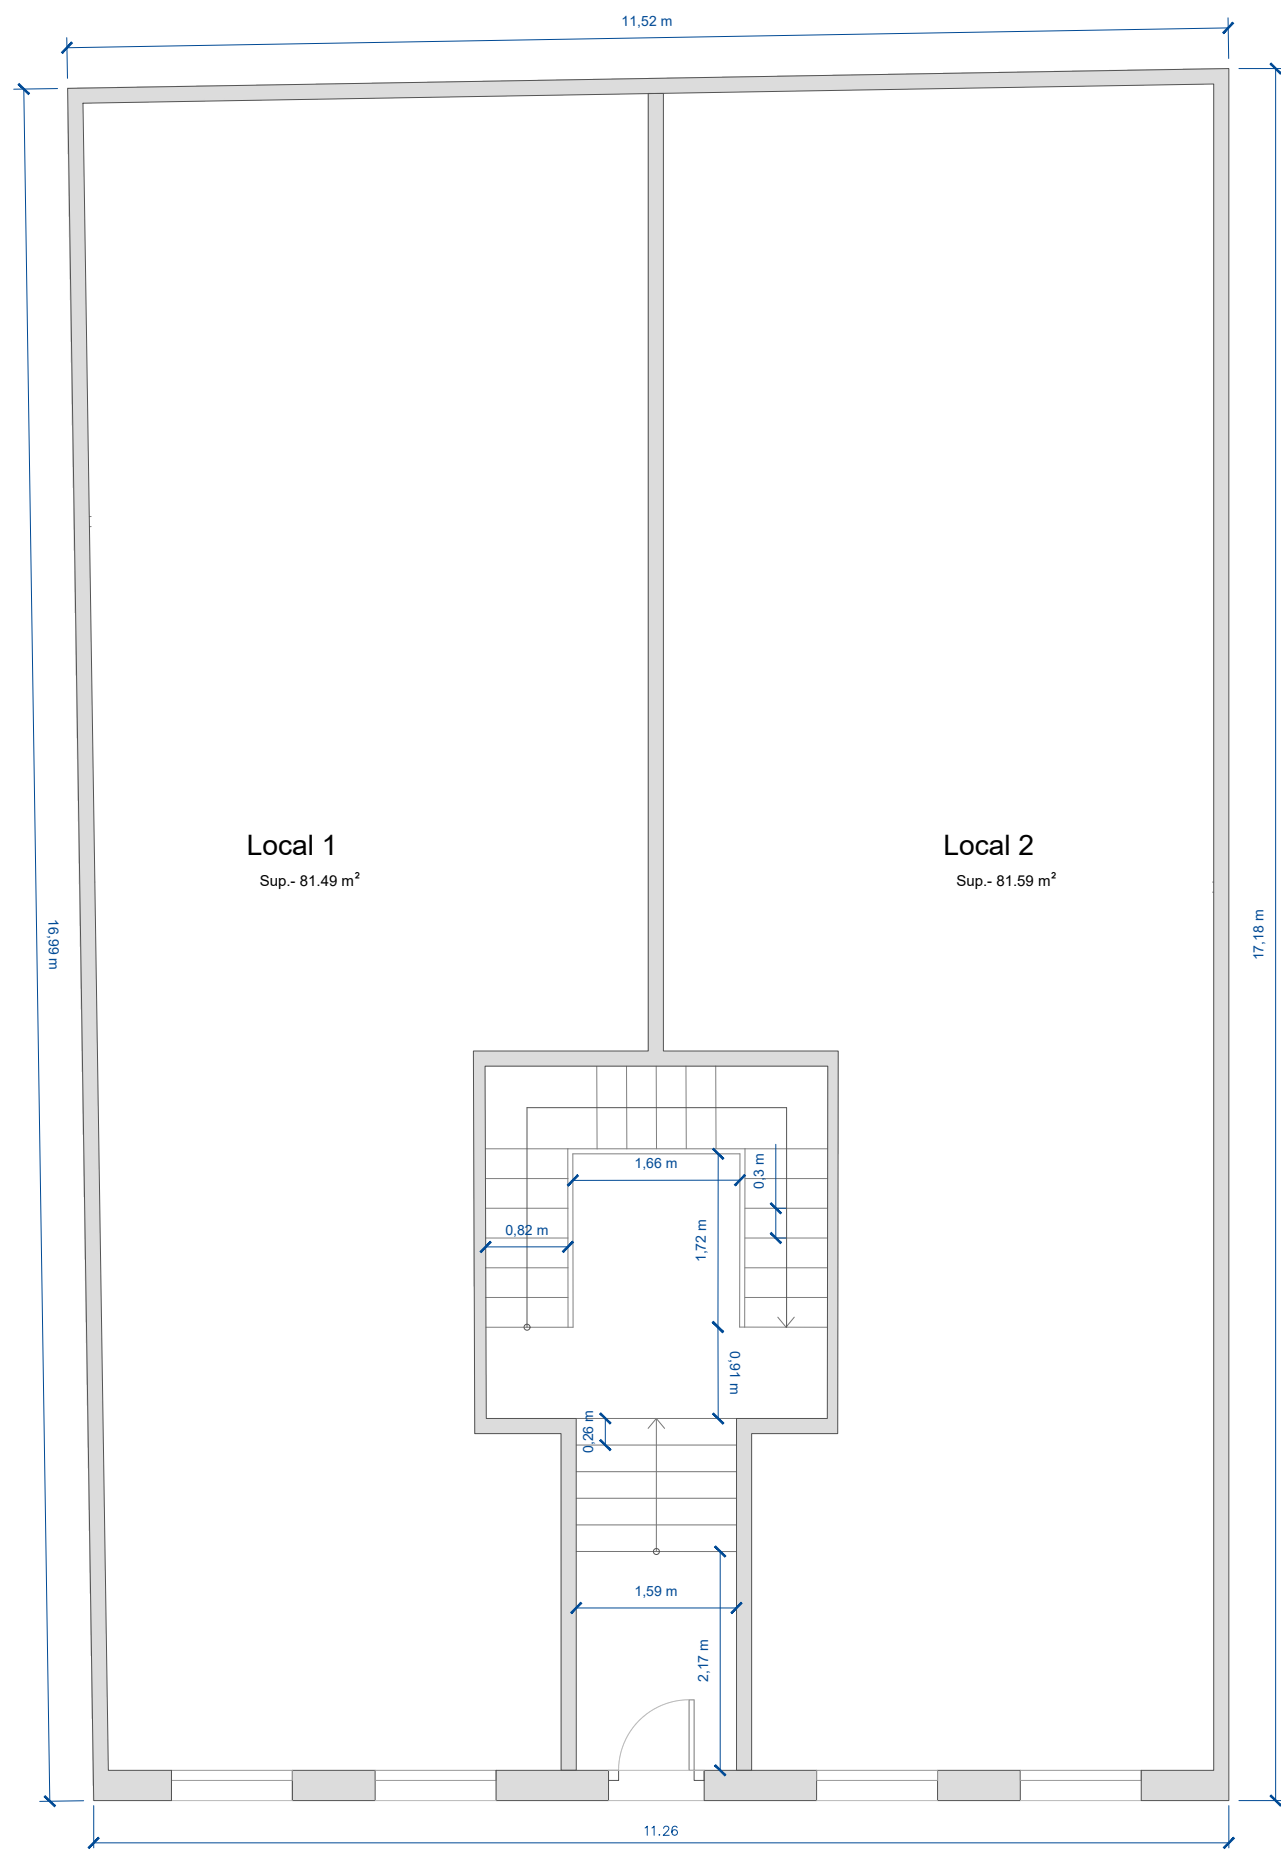 11,52 m
Local 1
Sup.- 81.49 m²
Local 2
Sup.- 81.59 m²
16,99 m
17,18 m
1,66 m
0,3 m
0,82 m
1,72 m
0,91 m
0,26 m
1,59 m
2,17 m
11.26